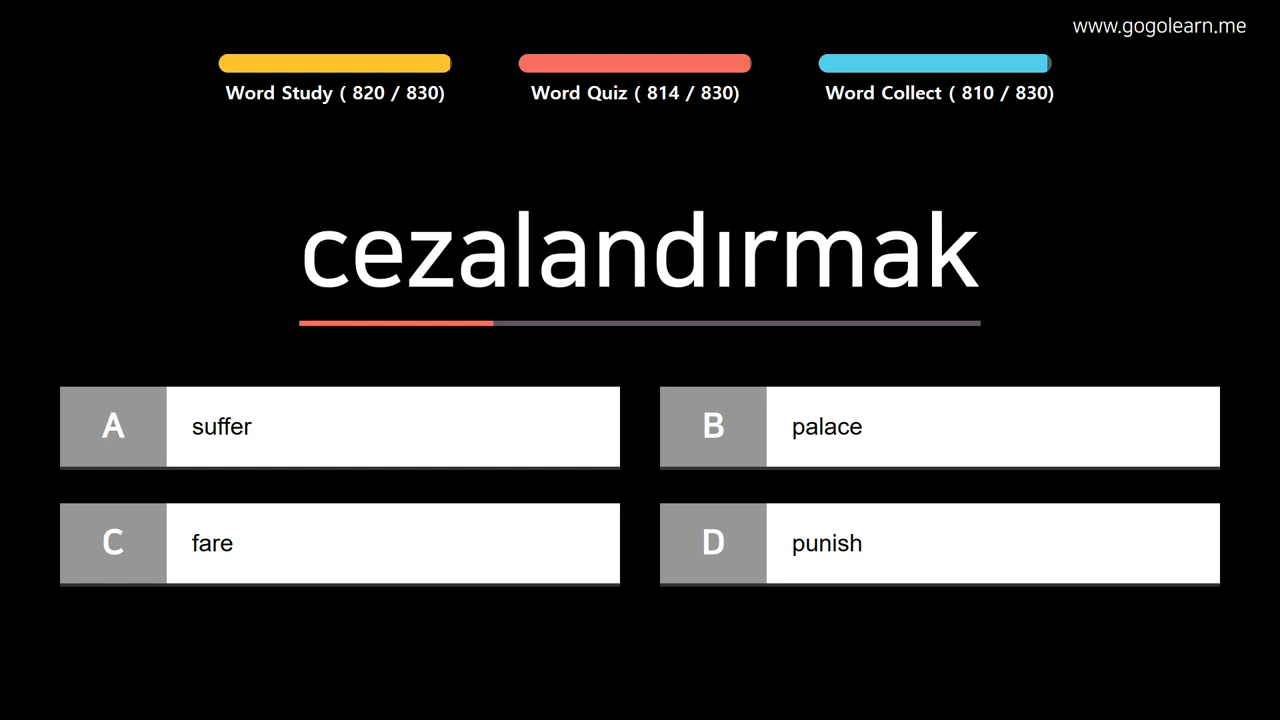 www.gogolearn.me
Word Study ( 820 / 830)
Word Quiz ( 814 / 830)
Word Collect ( 810 / 830)
cezalandırmak
A suffer
B palace
C fare
D punish